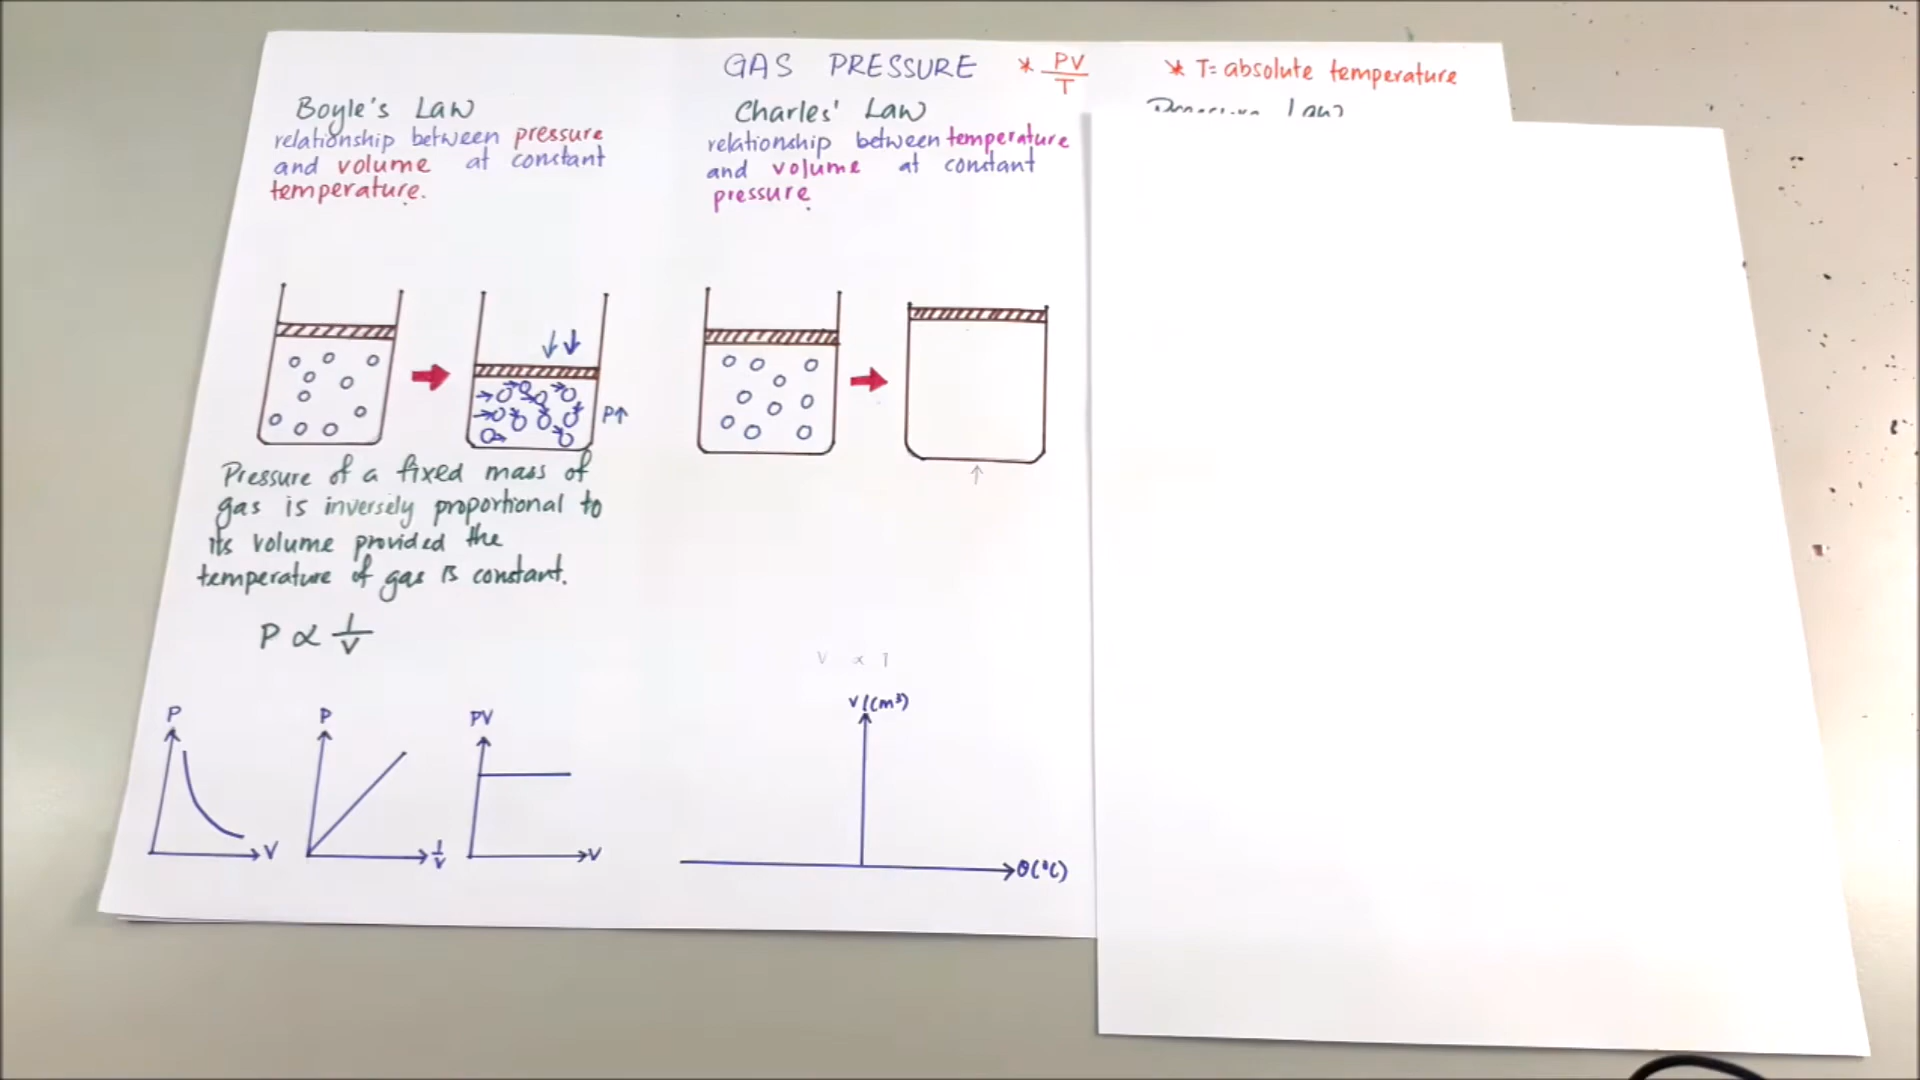 GAS PRESSURE * PV/T * T= absolute temperature
Boyle's Law
relationship between pressure
and volume at constant
temperature.
P↑
Pressure of a fixed mass of
gas is inversely proportional to
its volume provided the
temperature of gas is constant.
P ∝ 1/V
P
V
P
1/V
PV
V
Charles' Law
relationship between temperature
and volume at constant
pressure.
V ∝ T
V/(cm³)
θ(°C)
Law